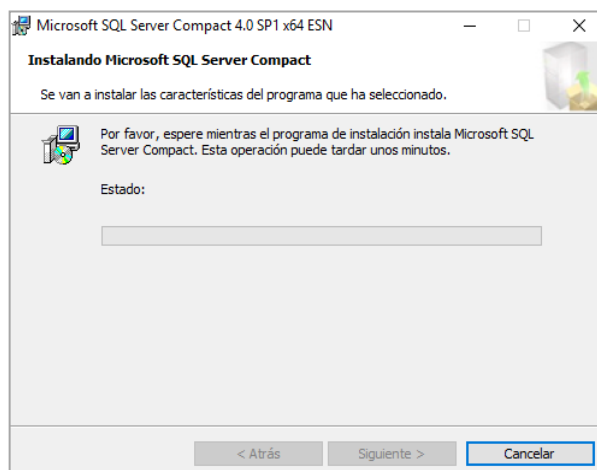 Microsoft SQL Server Compact 4.0 SP1 x64 ESN
Instalando Microsoft SQL Server Compact
Se van a instalar las características del programa que ha seleccionado.
Por favor, espere mientras el programa de instalación instala Microsoft SQL
Server Compact. Esta operación puede tardar unos minutos.
Estado:
< Atrás Siguiente > Cancelar